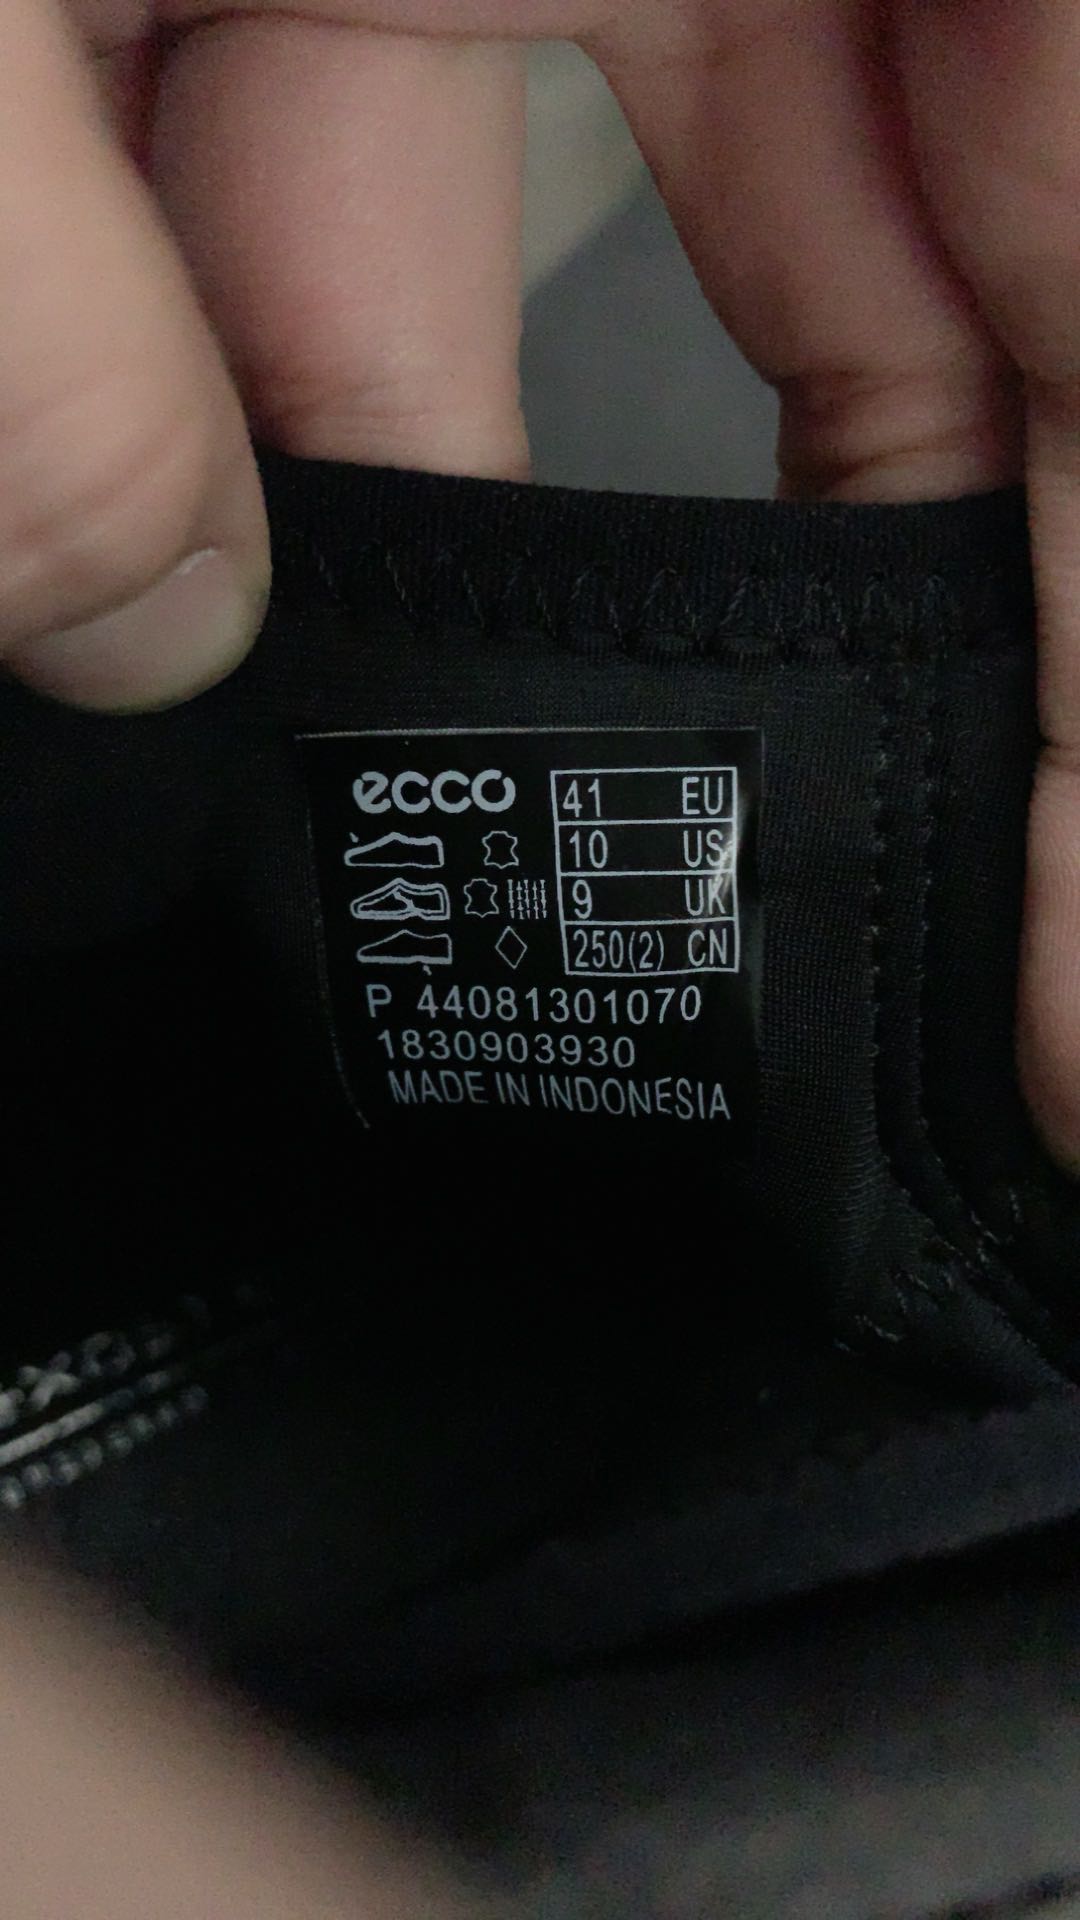 ecco
41 EU
10 US
9 UK
250(2) CN
P 44081301070
1830903930
MADE IN INDONESIA